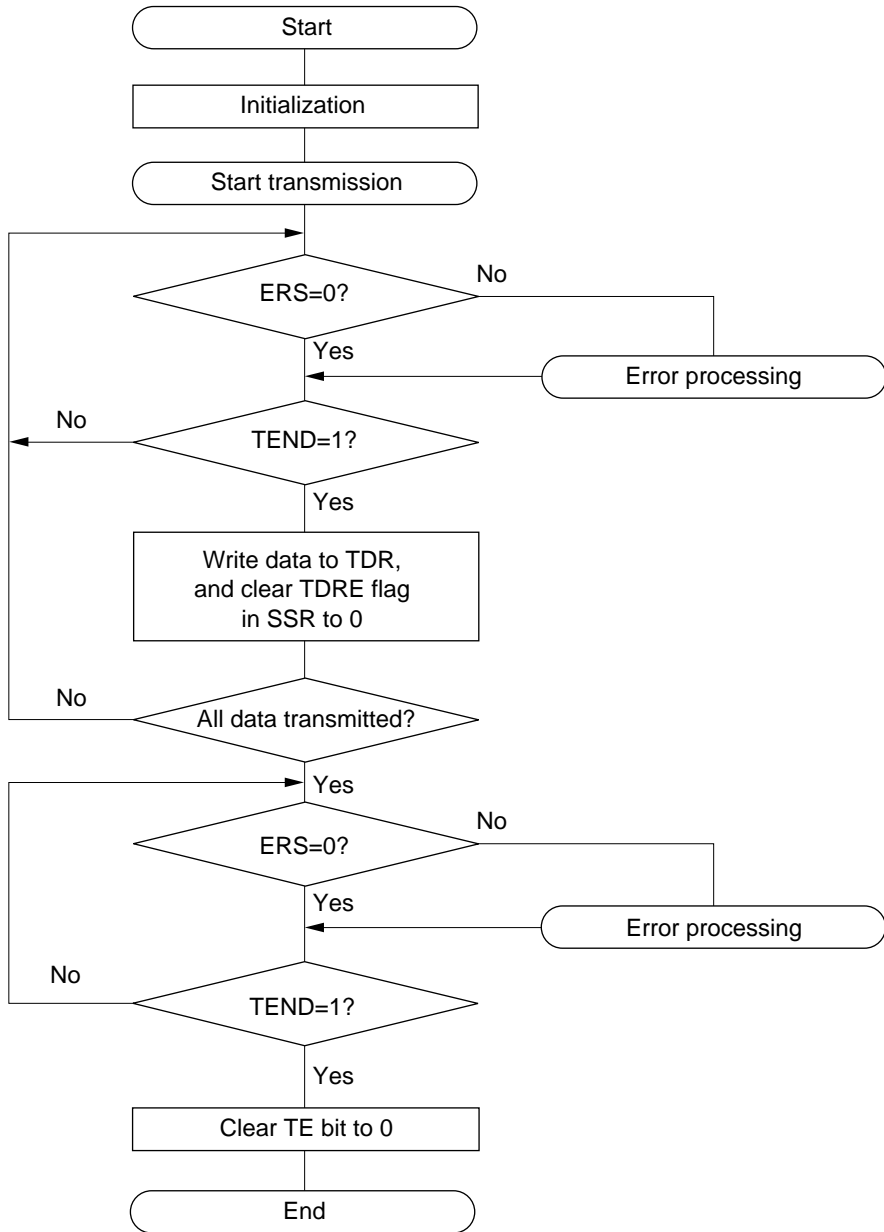 Start
Initialization
Start transmission
ERS=0?
No
Yes
Error processing
No
TEND=1?
Yes
Write data to TDR,
and clear TDRE flag
in SSR to 0
No
All data transmitted?
Yes
ERS=0?
No
Yes
Error processing
No
TEND=1?
Yes
Clear TE bit to 0
End